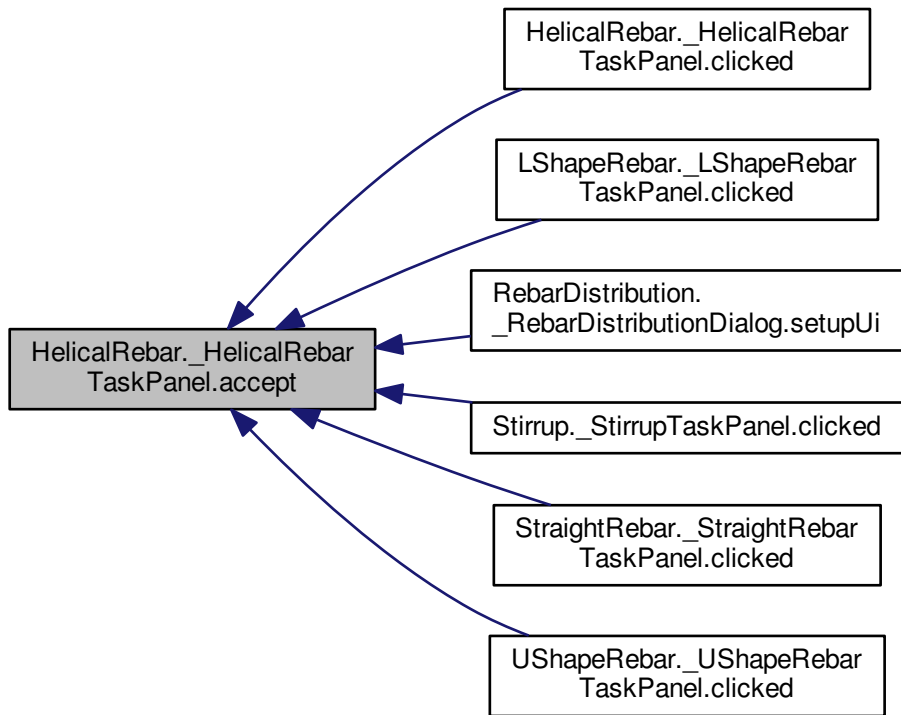 HelicalRebar._HelicalRebar
TaskPanel.clicked
LShapeRebar._LShapeRebar
TaskPanel.clicked
RebarDistribution.
_RebarDistributionDialog.setupUi
HelicalRebar._HelicalRebar
TaskPanel.accept
Stirrup._StirrupTaskPanel.clicked
StraightRebar._StraightRebar
TaskPanel.clicked
UShapeRebar._UShapeRebar
TaskPanel.clicked